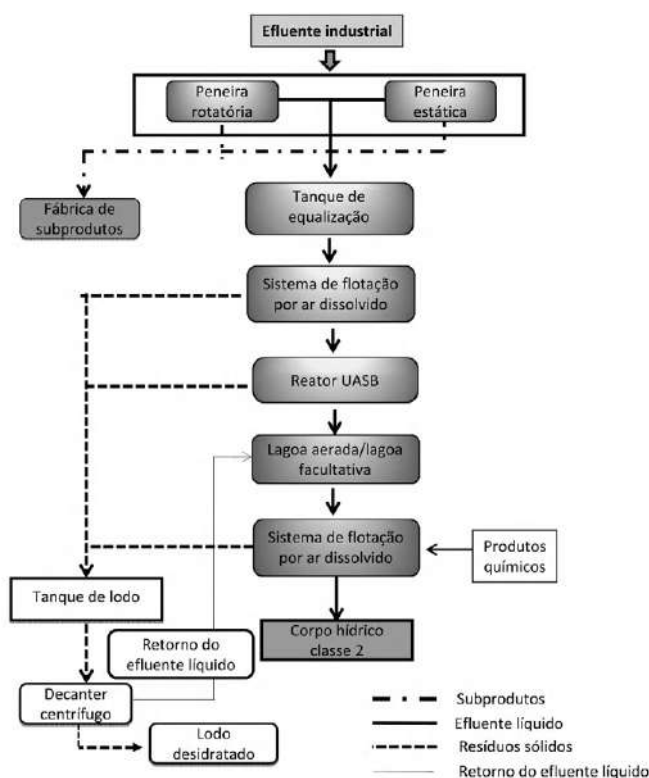 Efluente industrial
Peneira
rotatória
Peneira
estática
Fábrica de
subprodutos
Tanque de
equalização
Sistema de flotação
por ar dissolvido
Reator UASB
Lagoa aerada/lagoa
facultativa
Sistema de flotação
por ar dissolvido
Produtos
químicos
Tanque de lodo
Retorno do
efluente líquido
Corpo hídrico
classe 2
Decanter
centrífugo
Lodo
desidratado
Subprodutos
Efluente líquido
Resíduos sólidos
Retorno do efluente líquido